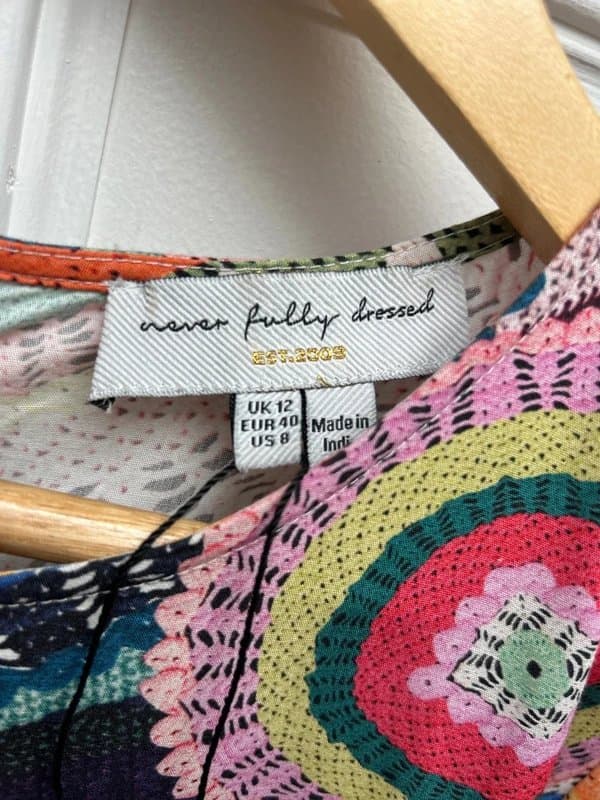 never fully dressed
EST.2009
UK 12
EUR 40
US 8
Made in
Indi